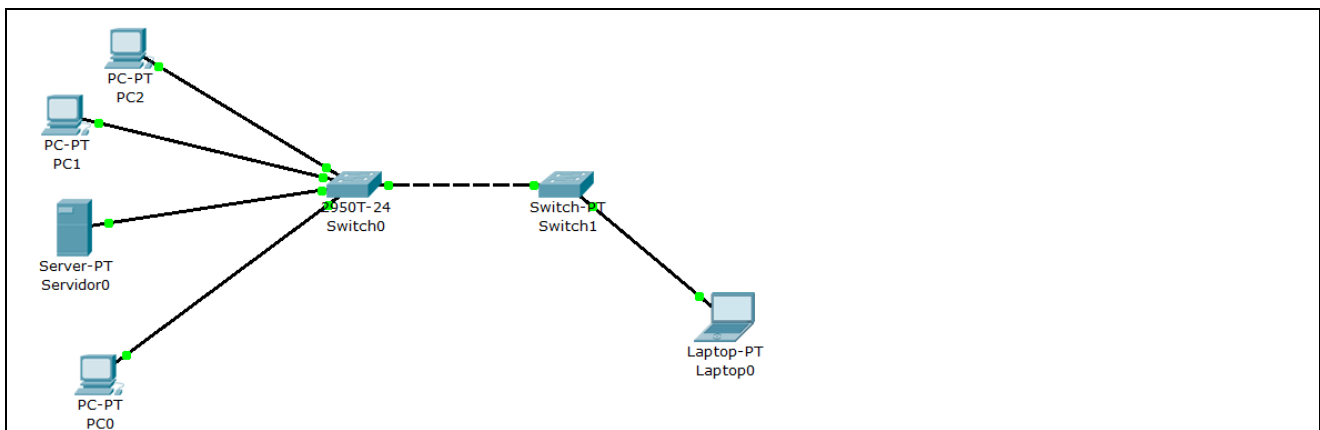 PC-PT
PC2
PC-PT
PC1
2950T-24
Switch0
Switch-PT
Switch1
Server-PT
Servidor0
Laptop-PT
Laptop0
PC-PT
PC0